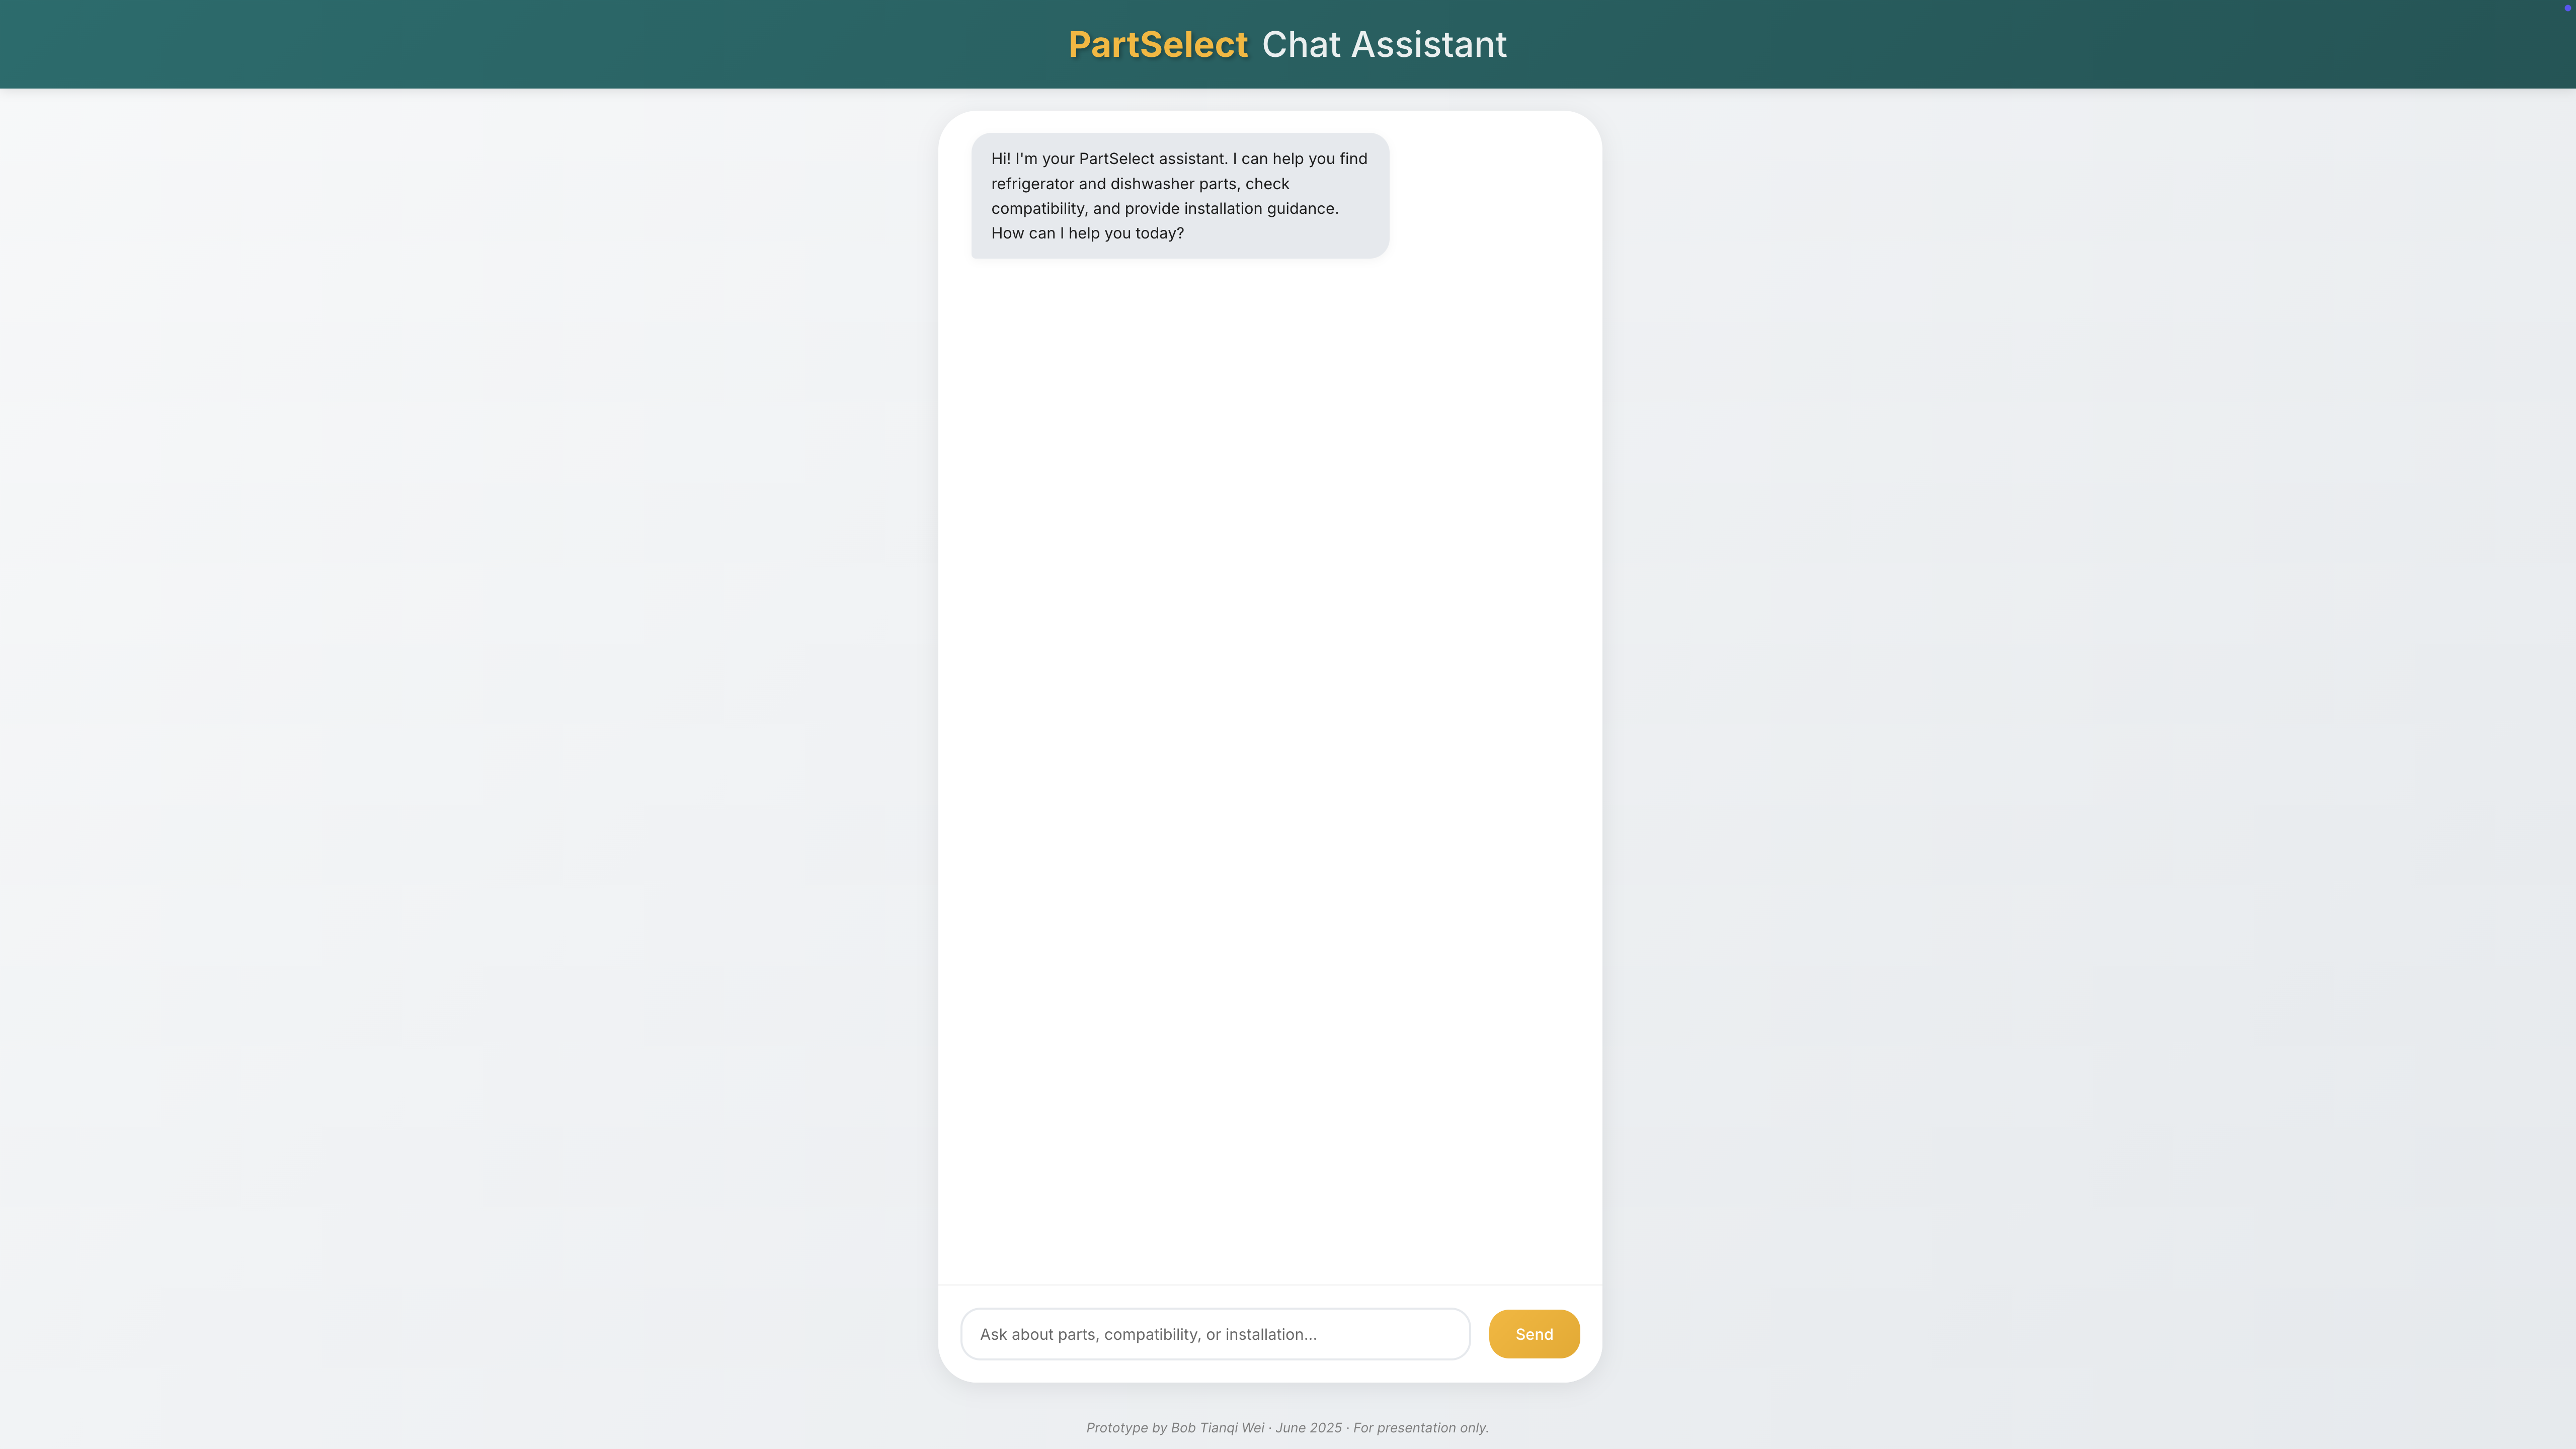 PartSelect Chat Assistant
Hi! I'm your PartSelect assistant. I can help you find
refrigerator and dishwasher parts, check
compatibility, and provide installation guidance.
How can I help you today?
Ask about parts, compatibility, or installation...
Send
Prototype by Bob Tianqi Wei · June 2025 · For presentation only.